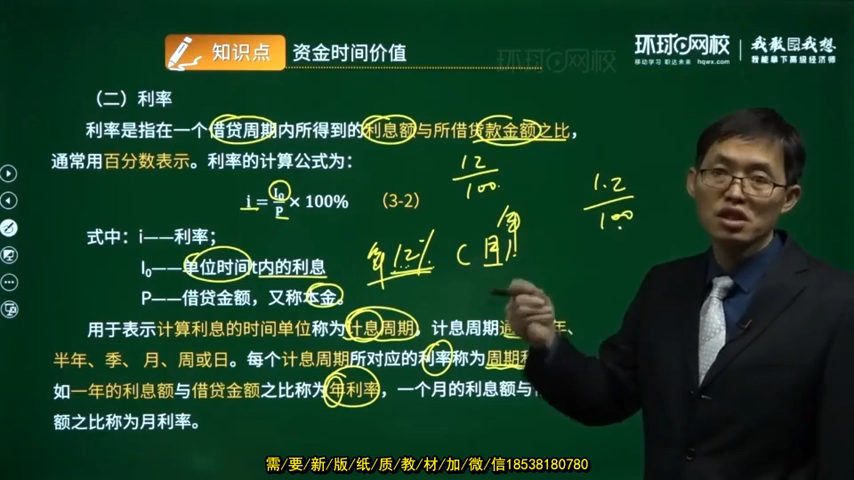 知识点 资金时间价值
环球网校
环球网校
移动学习 职达未来 hqwx.com
我敢因我想
我能拿下高级经济师
（二）利率
利率是指在一个借贷周期内所得到的利息额与所借贷款金额之比，
通常用百分数表示。利率的计算公式为：
12
100
1.2
100
i = I₀/P × 100% （3-2）
式中：i——利率；
年12% （月）
年
I₀——单位时间t内的利息
P——借贷金额，又称本金。
用于表示计算利息的时间单位称为计息周期。计息周期通 年、
半年、季、月、周或日。每个计息周期所对应的利率称为周期
如一年的利息额与借贷金额之比称为年利率，一个月的利息额与
额之比称为月利率。
需/要/新/版/纸/质/教/材/加/微/信18538180780